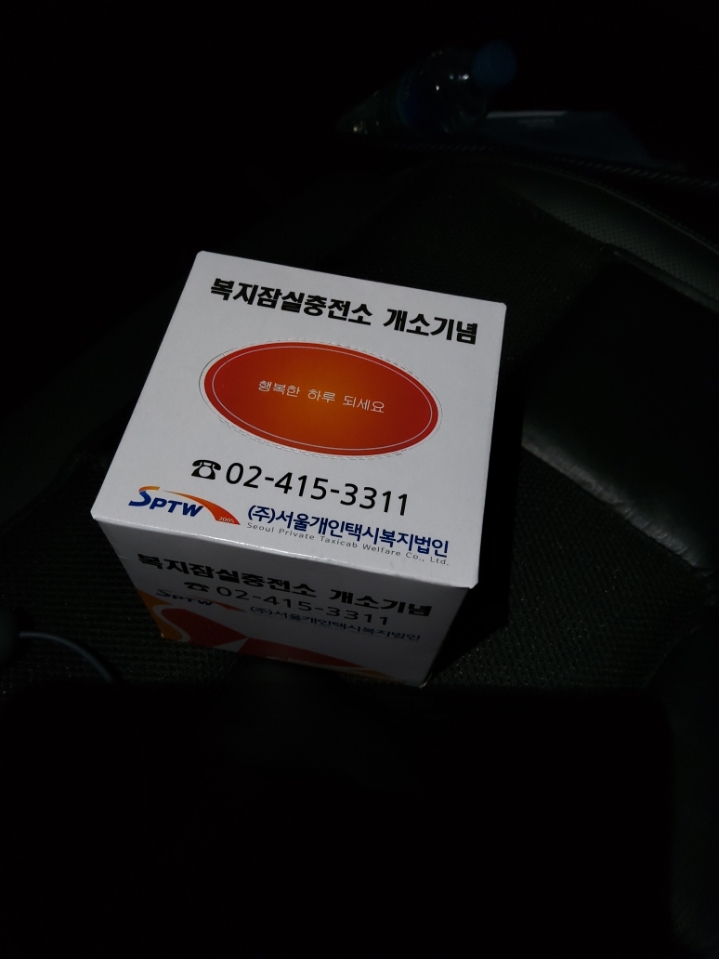 복지잠실충전소 개소기념
행복한 하루 되세요
☎02-415-3311
SPTW
(주)서울개인택시복지법인
Seoul Private Taxicab Welfare Co., Ltd.
복지잠실충전소 개소기념
☎02-415-3311
SPTW
(주)서울개인택시복지법인